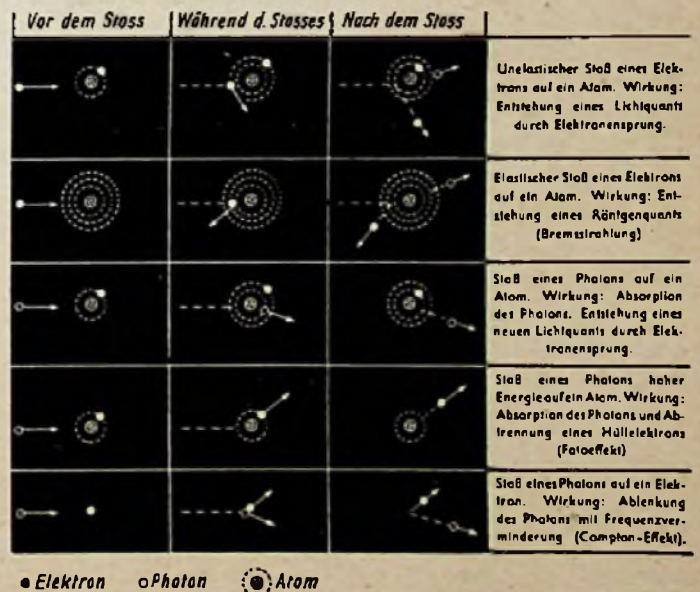 Vor dem Stoss
Während d. Stosses
Nach dem Stoss
Unelastischer Stoß eines Elek-
trons auf ein Atom. Wirkung:
Entstehung eines Lichtquants
durch Elektronensprung.
Elastischer Stoß eines Elektrons
auf ein Atom. Wirkung: Ent-
stehung eines Röntgenquants
(Bremsstrahlung)
Stoß eines Photons auf ein
Atom. Wirkung: Absorption
des Photons. Entstehung eines
neuen Lichtquants durch Elek-
tronensprung.
Stoß eines Photons hoher
Energie auf ein Atom. Wirkung:
Absorption des Photons und Ab-
trennung eines Hüllelektrons
(Fotoeffekt)
Stoß eines Photons auf ein Elek-
tron. Wirkung: Ablenkung
des Photons mit Frequenzver-
minderung (Compton-Effekt).
Elektron Photon Atom